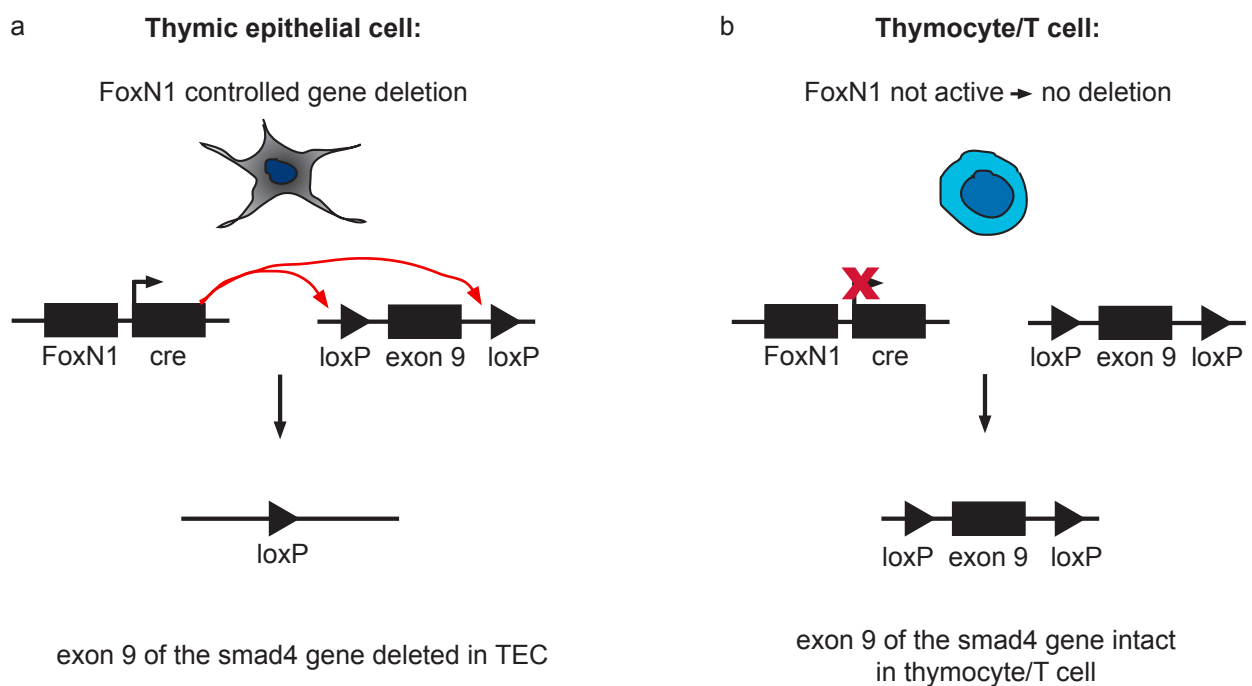 a
Thymic epithelial cell:
FoxN1 controlled gene deletion
FoxN1 cre
loxP exon 9 loxP
loxP
exon 9 of the smad4 gene deleted in TEC
b
Thymocyte/T cell:
FoxN1 not active → no deletion
FoxN1 cre
loxP exon 9 loxP
loxP exon 9 loxP
exon 9 of the smad4 gene intact
in thymocyte/T cell